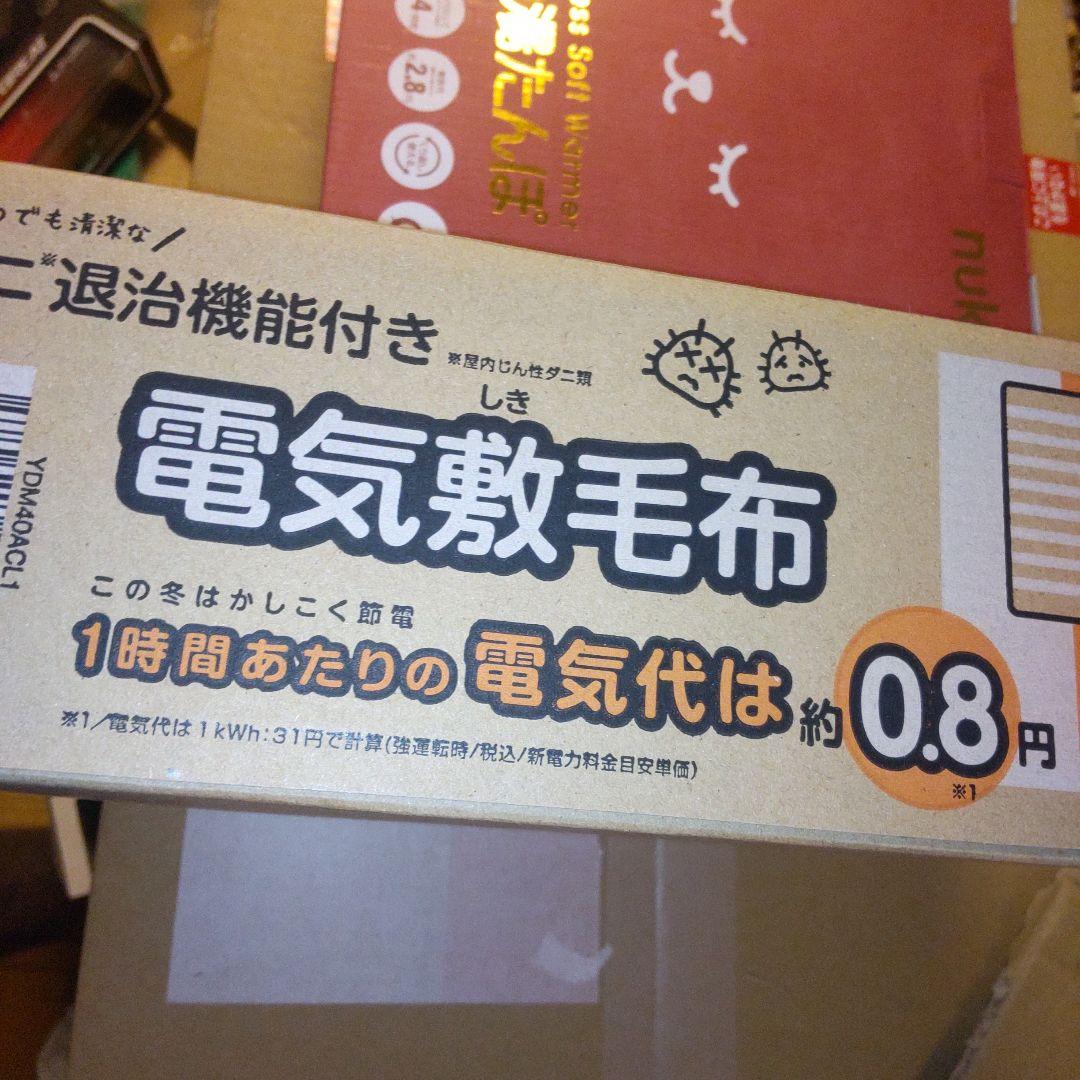 oss Soft Warmer
湯たんぽ
2.8
nuk
つでも清潔な
ニ※退治機能付き
※屋内じん性ダニ類
しき
電気敷毛布
この冬はかしこく節電
1時間あたりの電気代は約0.8円
※1
※1/電気代は1kWh:31円で計算(強運転時/税込/新電力料金目安単価)
YDM40ACL1